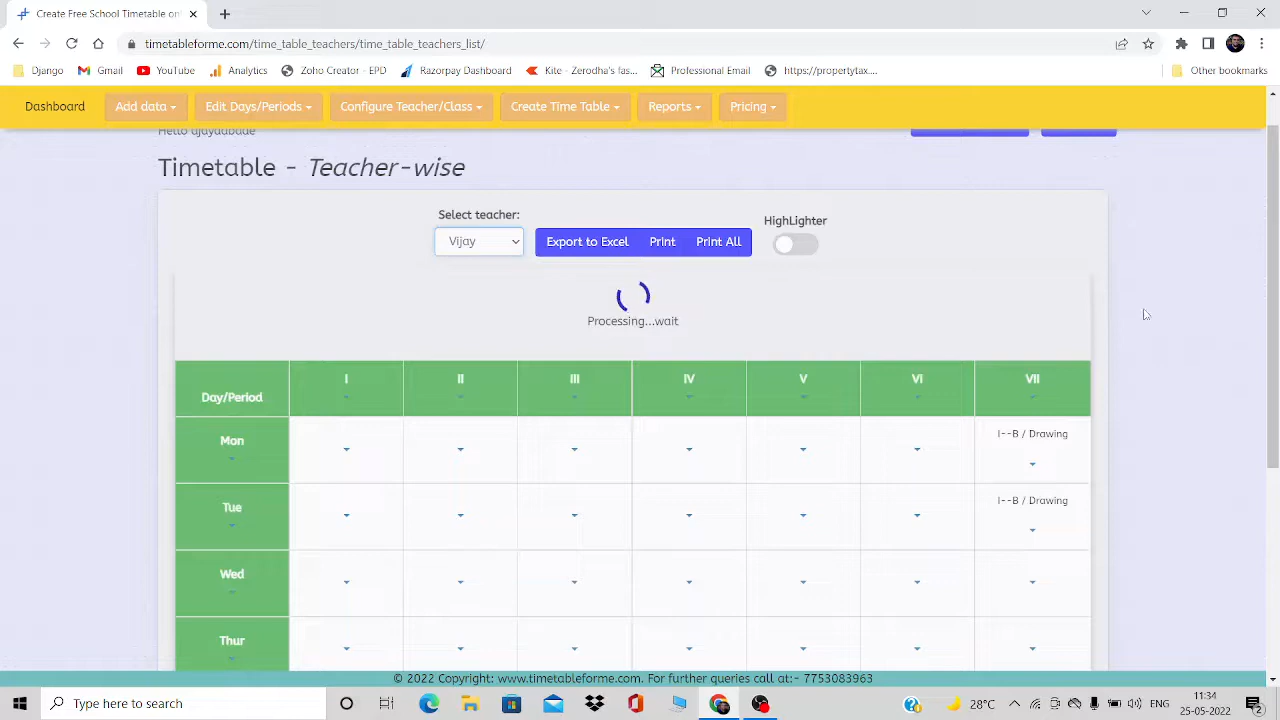 Create Free School Timetable on
timetableforme.com/time_table_teachers/time_table_teachers_list/
Django
Gmail
YouTube
Analytics
Zoho Creator - EPD
Razorpay Dashboard
Kite - Zerodha's fas...
Professional Email
https://propertytax....
Other bookmarks
Dashboard
Add data
Edit Days/Periods
Configure Teacher/Class
Create Time Table
Reports
Pricing
Timetable - Teacher-wise
Select teacher:
HighLighter
Vijay
Export to Excel
Print
Print All
Processing...wait
Day/Period
I
II
III
IV
V
VI
VII
Mon
I--B / Drawing
Tue
I--B / Drawing
Wed
Thur
© 2022 Copyright: www.timetableforme.com. For further queries call at:- 7753083963
Type here to search
28°C
11:34
25-05-2022
2